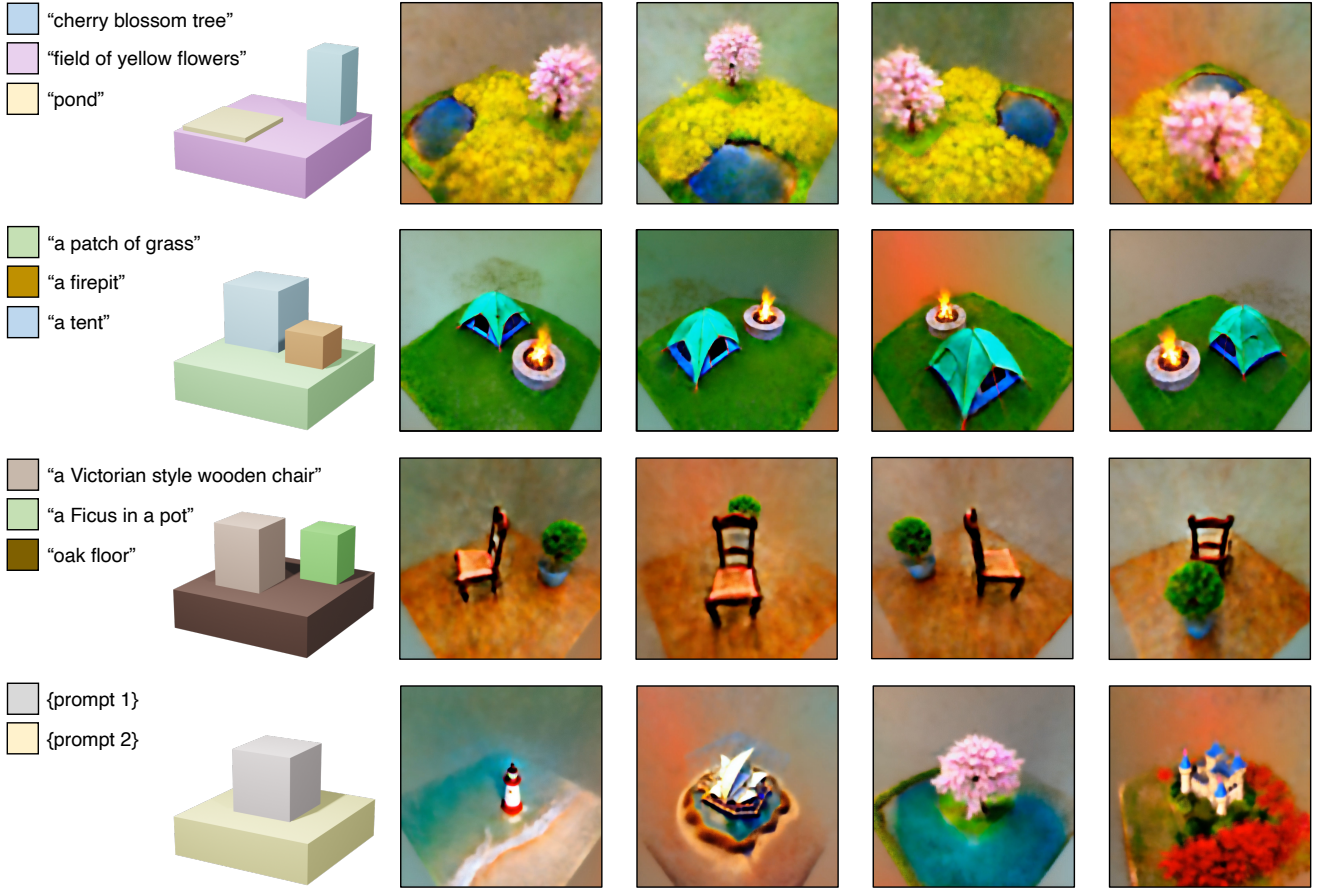 “cherry blossom tree”
“field of yellow flowers”
“pond”
“a patch of grass”
“a firepit”
“a tent”
“a Victorian style wooden chair”
“a Ficus in a pot”
“oak floor”
{prompt 1}
{prompt 2}